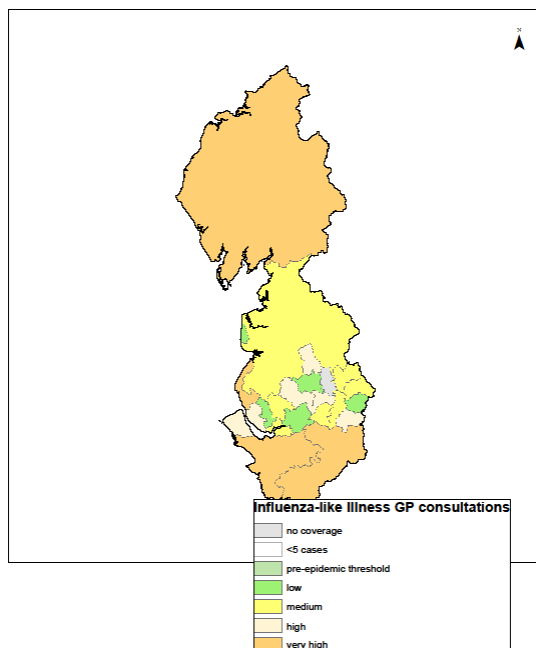 N
Influenza-like Illness GP consultations
no coverage
<5 cases
pre-epidemic threshold
low
medium
high
very high